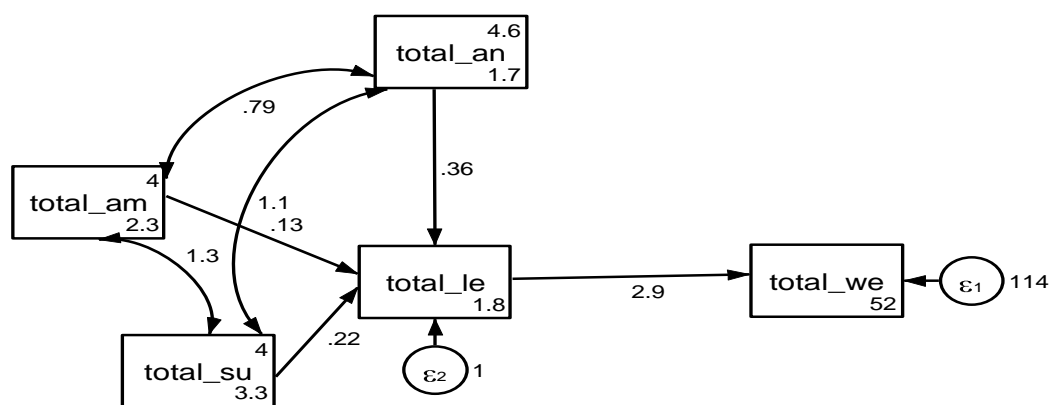 4.6
total_an
1.7
.79
4
total_am
2.3
1.1
.13
.36
1.3
total_le
1.8
2.9
total_we
52
ε1
114
4
total_su
3.3
.22
ε2
1